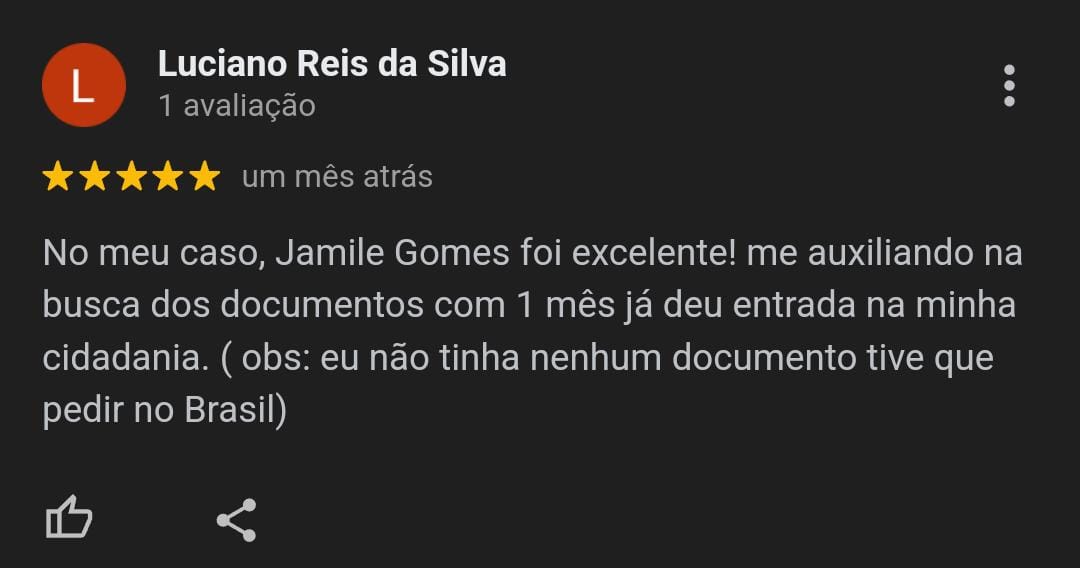 L
Luciano Reis da Silva
1 avaliação
um mês atrás
No meu caso, Jamile Gomes foi excelente! me auxiliando na
busca dos documentos com 1 mês já deu entrada na minha
cidadania. ( obs: eu não tinha nenhum documento tive que
pedir no Brasil)